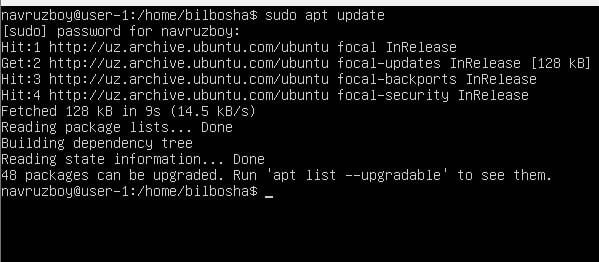 navruzboy@user-1:/home/bilbosha$ sudo apt update
[sudo] password for navruzboy:
Hit:1 http://uz.archive.ubuntu.com/ubuntu focal InRelease
Get:2 http://uz.archive.ubuntu.com/ubuntu focal-updates InRelease [128 kB]
Hit:3 http://uz.archive.ubuntu.com/ubuntu focal-backports InRelease
Hit:4 http://uz.archive.ubuntu.com/ubuntu focal-security InRelease
Fetched 128 kB in 9s (14.5 kB/s)
Reading package lists... Done
Building dependency tree
Reading state information... Done
48 packages can be upgraded. Run 'apt list --upgradable' to see them.
navruzboy@user-1:/home/bilbosha$ _